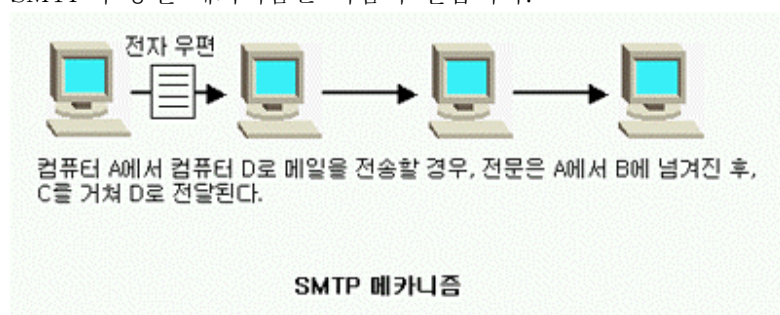 전자 우편
컴퓨터 A에서 컴퓨터 D로 메일을 전송할 경우, 전문은 A에서 B에 넘겨진 후,
C를 거쳐 D로 전달된다.
SMTP 메카니즘